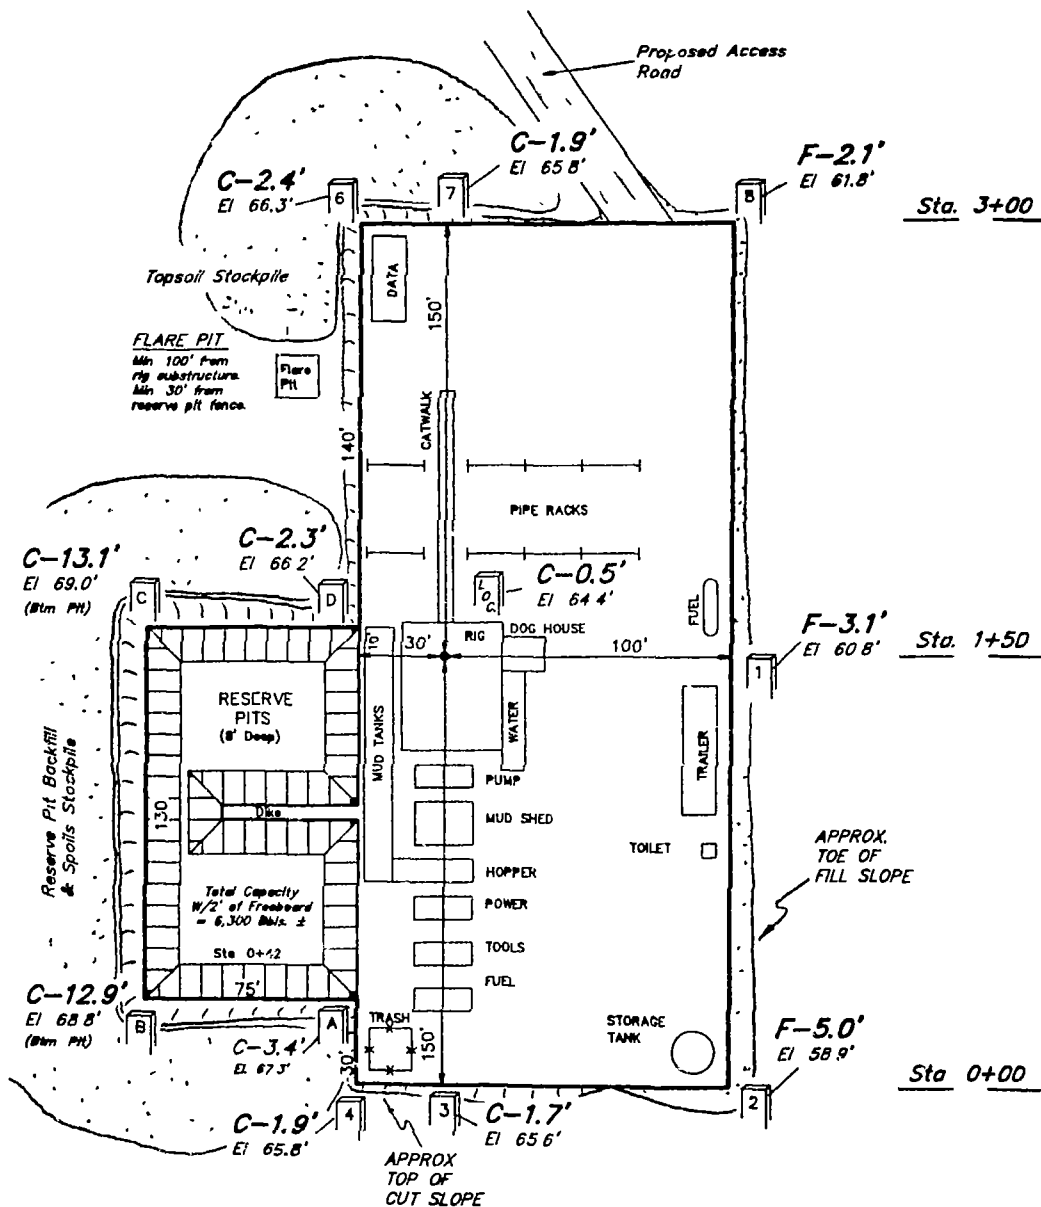 Proposed Access
Road
C-1.9'
El 65 8'
F-2.1'
El 61.8'
C-2.4'
El 66.3'
6
7
8
Sta. 3+00
Topsoil Stockpile
DATA
150'
FLARE PIT
Min 100' from
rig substructure.
Min 30' from
reserve pit fence.
Flare
Pit
CATWALK
140'
PIPE RACKS
C-13.1'
El 69.0'
(Btm Pit)
C-2.3'
El 66 2'
C
D
LOC.
C-0.5'
El 64 4'
FUEL
F-3.1'
El 60 8'
1
Sta. 1+50
10'
30'
RIG
DOG HOUSE
100'
RESERVE
PITS
(8' Deep)
MUD TANKS
WATER
TRAILER
Reserve Pit Backfill
& Spoils Stockpile
130
Dike
PUMP
MUD SHED
TOILET
HOPPER
APPROX.
TOE OF
FILL SLOPE
Total Capacity
W/2' of Freeboard
= 6,300 Bbls. ±
POWER
Sta 0+42
TOOLS
75'
FUEL
C-12.9'
El 68 8'
(Btm Pit)
B
A
C-3.4'
El. 67.3'
30'
TRASH
150'
STORAGE
TANK
F-5.0'
El 58 9'
2
Sta 0+00
C-1.9'
El 65.8'
4
3
C-1.7'
El 65 6'
APPROX
TOP OF
CUT SLOPE